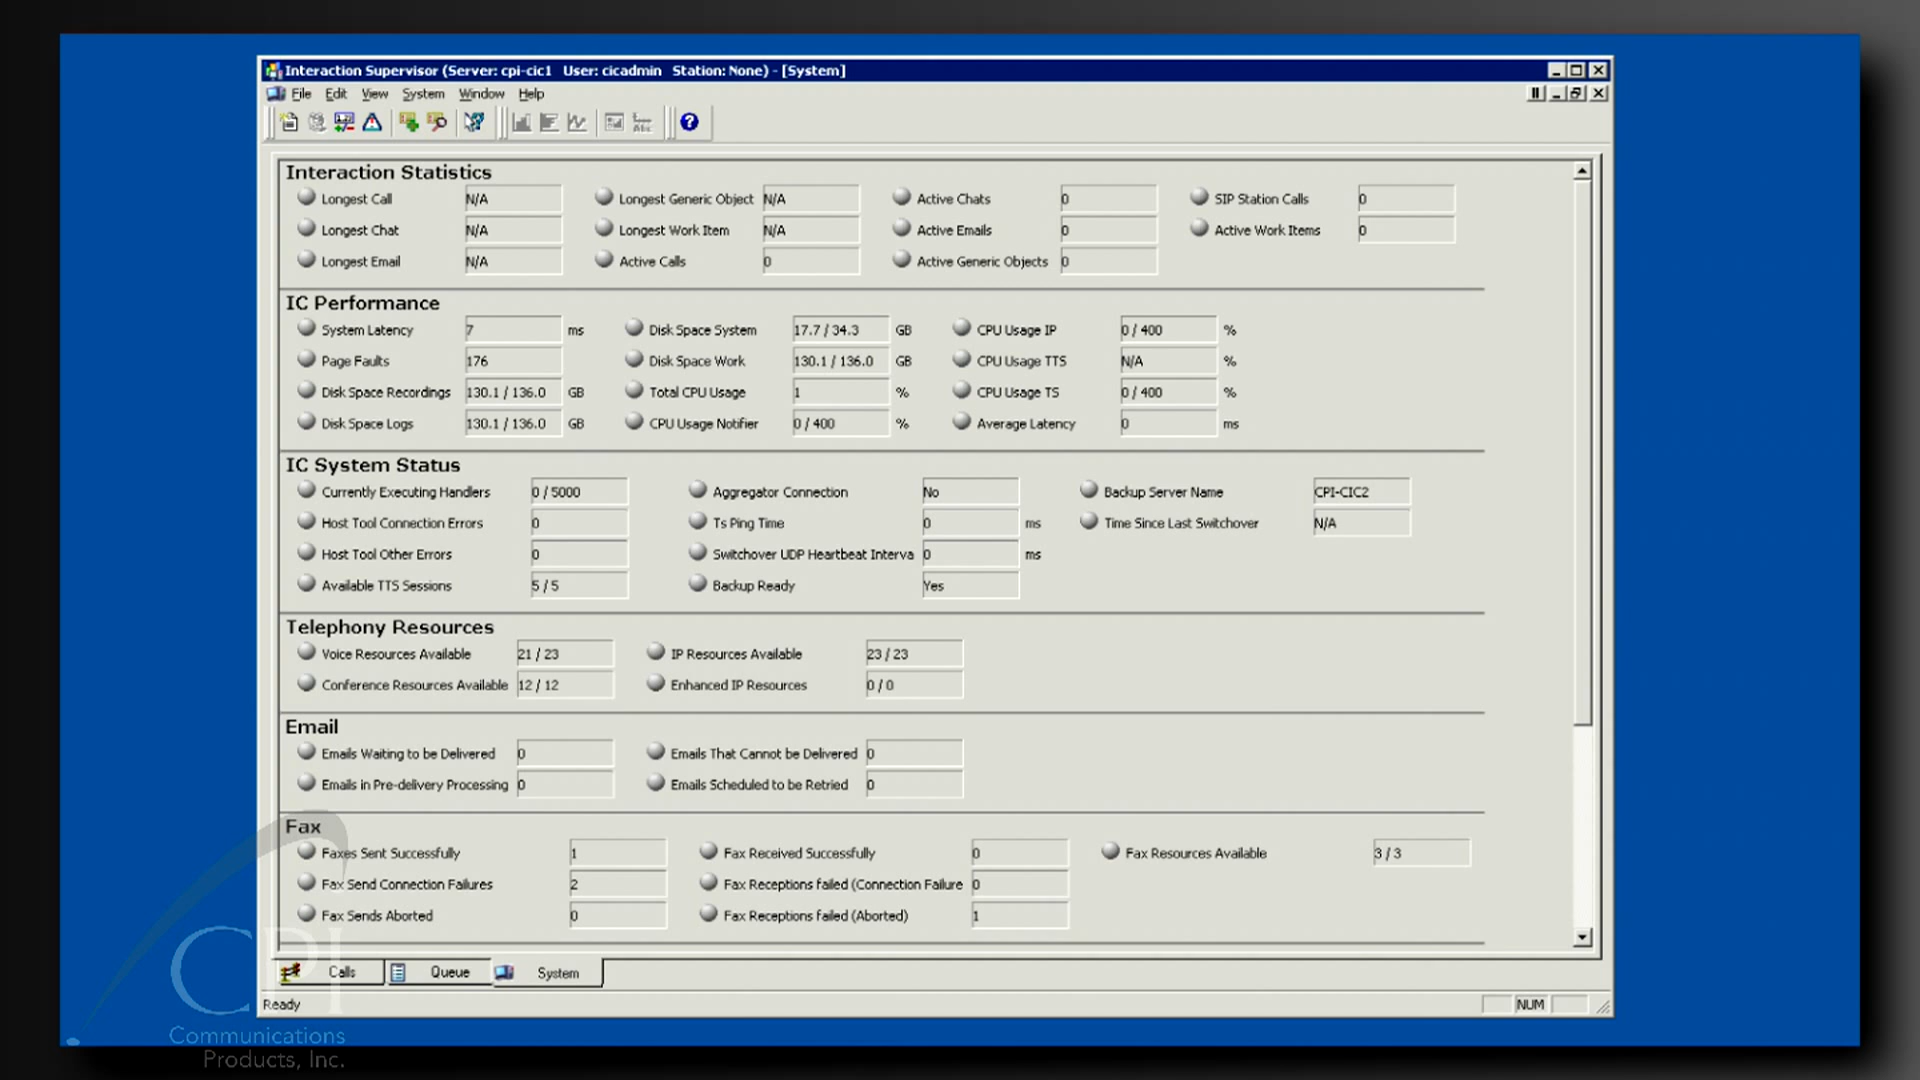 Interaction Supervisor (Server: cpi-cic1 User: cicadmin Station: None) - [System]
File Edit View System Window Help
Interaction Statistics
Longest Call N/A Longest Generic Object N/A Active Chats 0 SIP Station Calls 0
Longest Chat N/A Longest Work Item N/A Active Emails 0 Active Work Items 0
Longest Email N/A Active Calls 0 Active Generic Objects 0
IC Performance
System Latency 7 ms Disk Space System 17.7 / 34.3 GB CPU Usage IP 0 / 400 %
Page Faults 176 Disk Space Work 130.1 / 136.0 GB CPU Usage TTS N/A %
Disk Space Recordings 130.1 / 136.0 GB Total CPU Usage 1 % CPU Usage TS 0 / 400 %
Disk Space Logs 130.1 / 136.0 GB CPU Usage Notifier 0 / 400 % Average Latency 0 ms
IC System Status
Currently Executing Handlers 0 / 5000 Aggregator Connection No Backup Server Name CPI-CIC2
Host Tool Connection Errors 0 Ts Ping Time 0 ms Time Since Last Switchover N/A
Host Tool Other Errors 0 Switchover UDP Heartbeat Interva 0 ms
Available TTS Sessions 5 / 5 Backup Ready Yes
Telephony Resources
Voice Resources Available 21 / 23 IP Resources Available 23 / 23
Conference Resources Available 12 / 12 Enhanced IP Resources 0 / 0
Email
Emails Waiting to be Delivered 0 Emails That Cannot be Delivered 0
Emails in Pre-delivery Processing 0 Emails Scheduled to be Retried 0
Fax
Faxes Sent Successfully 1 Fax Received Successfully 0 Fax Resources Available 3 / 3
Fax Send Connection Failures 2 Fax Receptions failed (Connection Failure 0
Fax Sends Aborted 0 Fax Receptions failed (Aborted) 1
Calls Queue System
Ready NUM
CPI
Communications
Products, Inc.